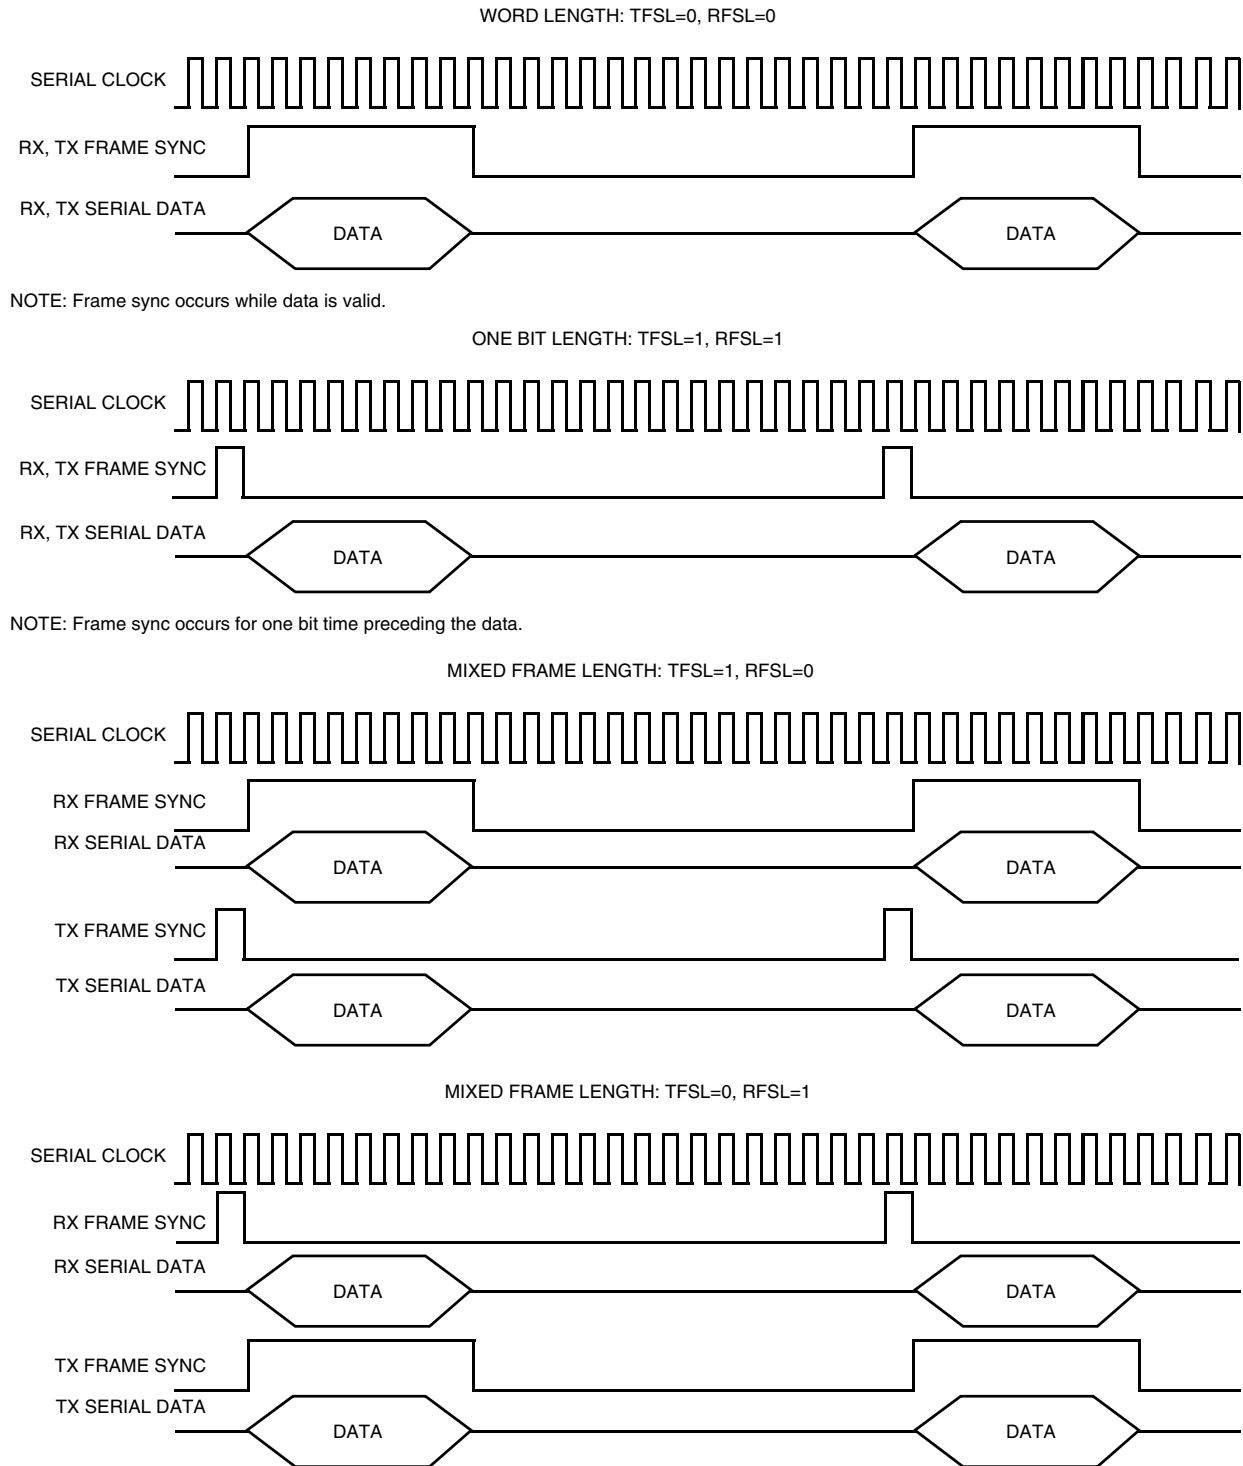 WORD LENGTH: TFSL=0, RFSL=0
SERIAL CLOCK
RX, TX FRAME SYNC
RX, TX SERIAL DATA
DATA DATA
NOTE: Frame sync occurs while data is valid.
ONE BIT LENGTH: TFSL=1, RFSL=1
SERIAL CLOCK
RX, TX FRAME SYNC
RX, TX SERIAL DATA
DATA DATA
NOTE: Frame sync occurs for one bit time preceding the data.
MIXED FRAME LENGTH: TFSL=1, RFSL=0
SERIAL CLOCK
RX FRAME SYNC
RX SERIAL DATA
DATA DATA
TX FRAME SYNC
TX SERIAL DATA
DATA DATA
MIXED FRAME LENGTH: TFSL=0, RFSL=1
SERIAL CLOCK
RX FRAME SYNC
RX SERIAL DATA
DATA DATA
TX FRAME SYNC
TX SERIAL DATA
DATA DATA